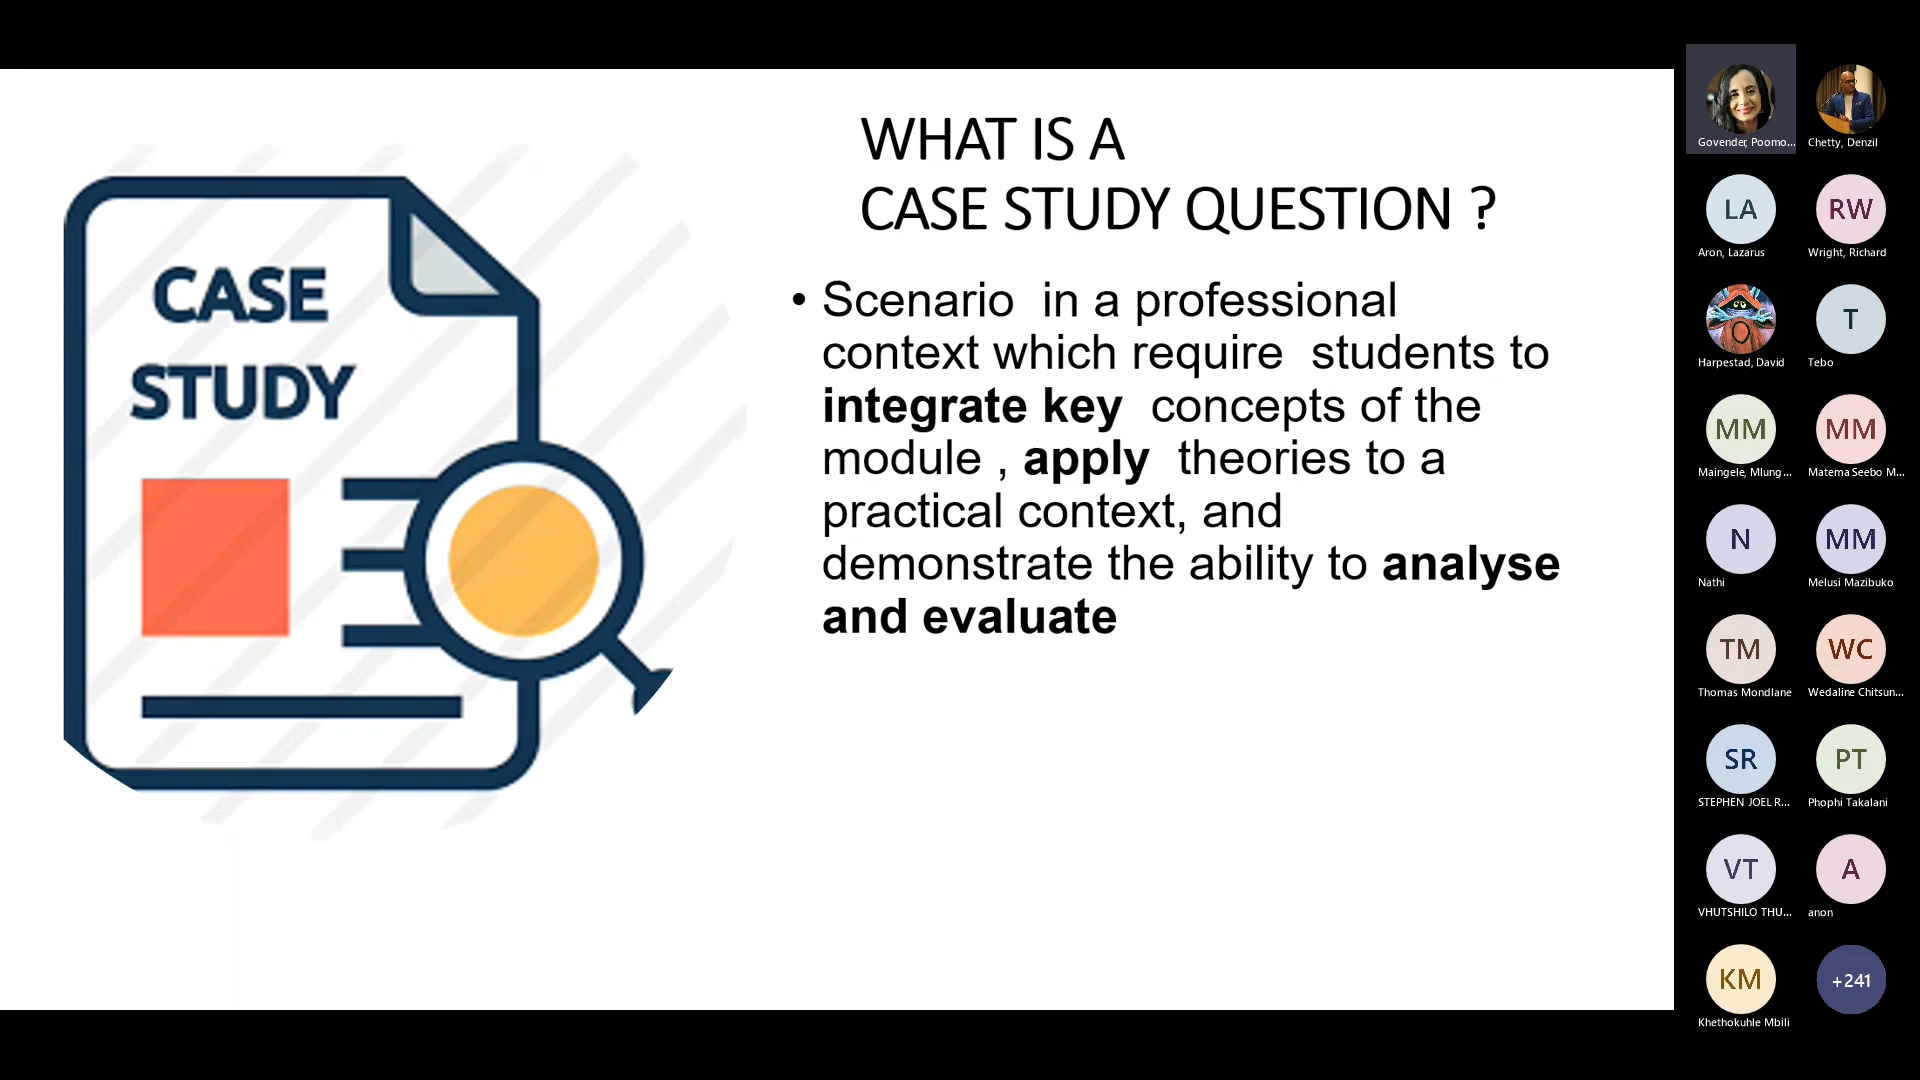 WHAT IS A
CASE STUDY QUESTION ?
CASE
STUDY
• Scenario  in a professional
context which require  students to
integrate key  concepts of the
module , apply  theories to a
practical context, and
demonstrate the ability to analyse
and evaluate
Govender, Poomo...
Chetty, Denzil
LA
RW
Aron, Lazarus
Wright, Richard
T
Harpestad, David
Tebo
MM
MM
Maingele, Mlung...
Matema Seebo M...
N
MM
Nathi
Melusi Mazibuko
TM
WC
Thomas Mondlane
Wedaline Chitsun...
SR
PT
STEPHEN JOEL R...
Phophi Takalani
VT
A
VHUTSHILO THU...
anon
KM
+241
Khethokuhle Mbili